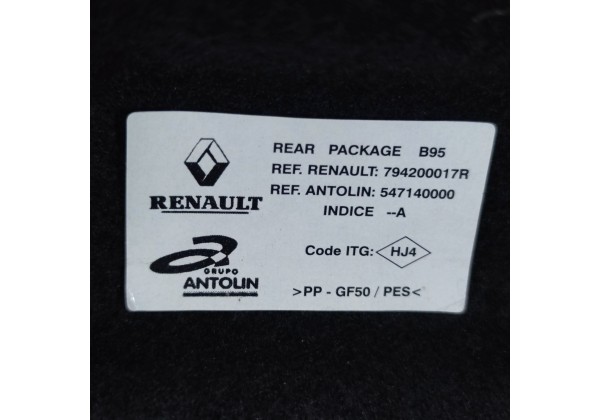 RENAULT
REAR PACKAGE B95
REF. RENAULT: 794200017R
REF. ANTOLIN: 547140000
INDICE --A
GRUPO
ANTOLIN
Code ITG: HJ4
>PP - GF50 / PES<